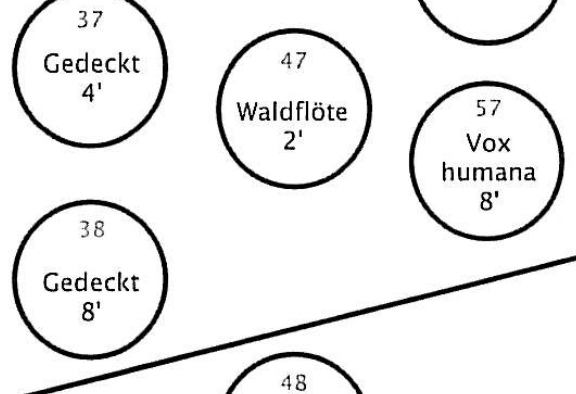 37
Gedeckt
4'
47
Waldflöte
2'
57
Vox
humana
8'
38
Gedeckt
8'
48